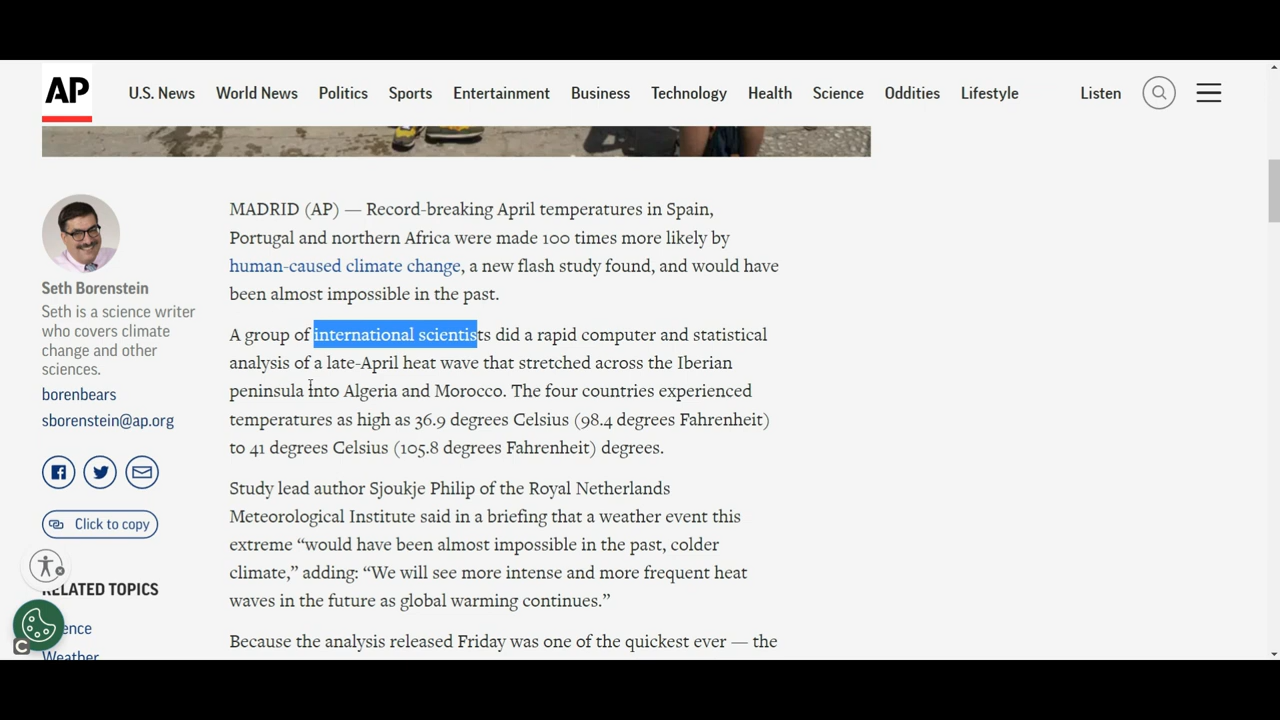 AP
U.S. News World News Politics Sports Entertainment Business Technology Health Science Oddities Lifestyle Listen
Seth Borenstein
Seth is a science writer
who covers climate
change and other
sciences.
borenbears
sborenstein@ap.org
Click to copy
RELATED TOPICS
ence
Weather
MADRID (AP) — Record-breaking April temperatures in Spain,
Portugal and northern Africa were made 100 times more likely by
human-caused climate change, a new flash study found, and would have
been almost impossible in the past.
A group of international scientists did a rapid computer and statistical
analysis of a late-April heat wave that stretched across the Iberian
peninsula into Algeria and Morocco. The four countries experienced
temperatures as high as 36.9 degrees Celsius (98.4 degrees Fahrenheit)
to 41 degrees Celsius (105.8 degrees Fahrenheit) degrees.
Study lead author Sjoukje Philip of the Royal Netherlands
Meteorological Institute said in a briefing that a weather event this
extreme “would have been almost impossible in the past, colder
climate,” adding: “We will see more intense and more frequent heat
waves in the future as global warming continues.”
Because the analysis released Friday was one of the quickest ever — the